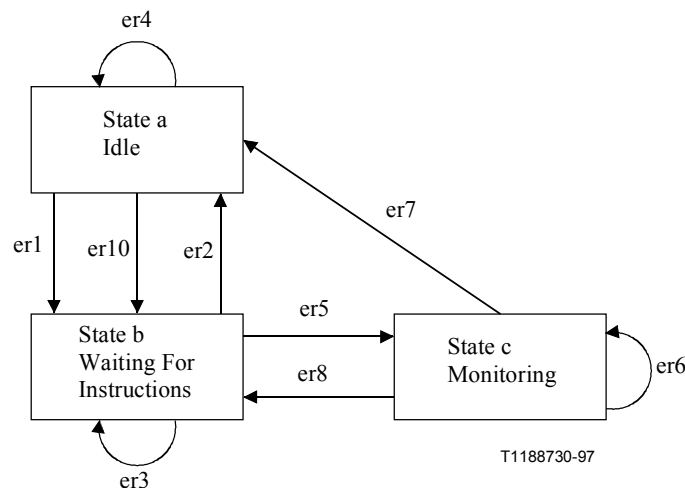 er4
State a
Idle
er7
er1
er10
er2
er5
State b
Waiting For
Instructions
State c
Monitoring
er6
er8
T1188730-97
er3